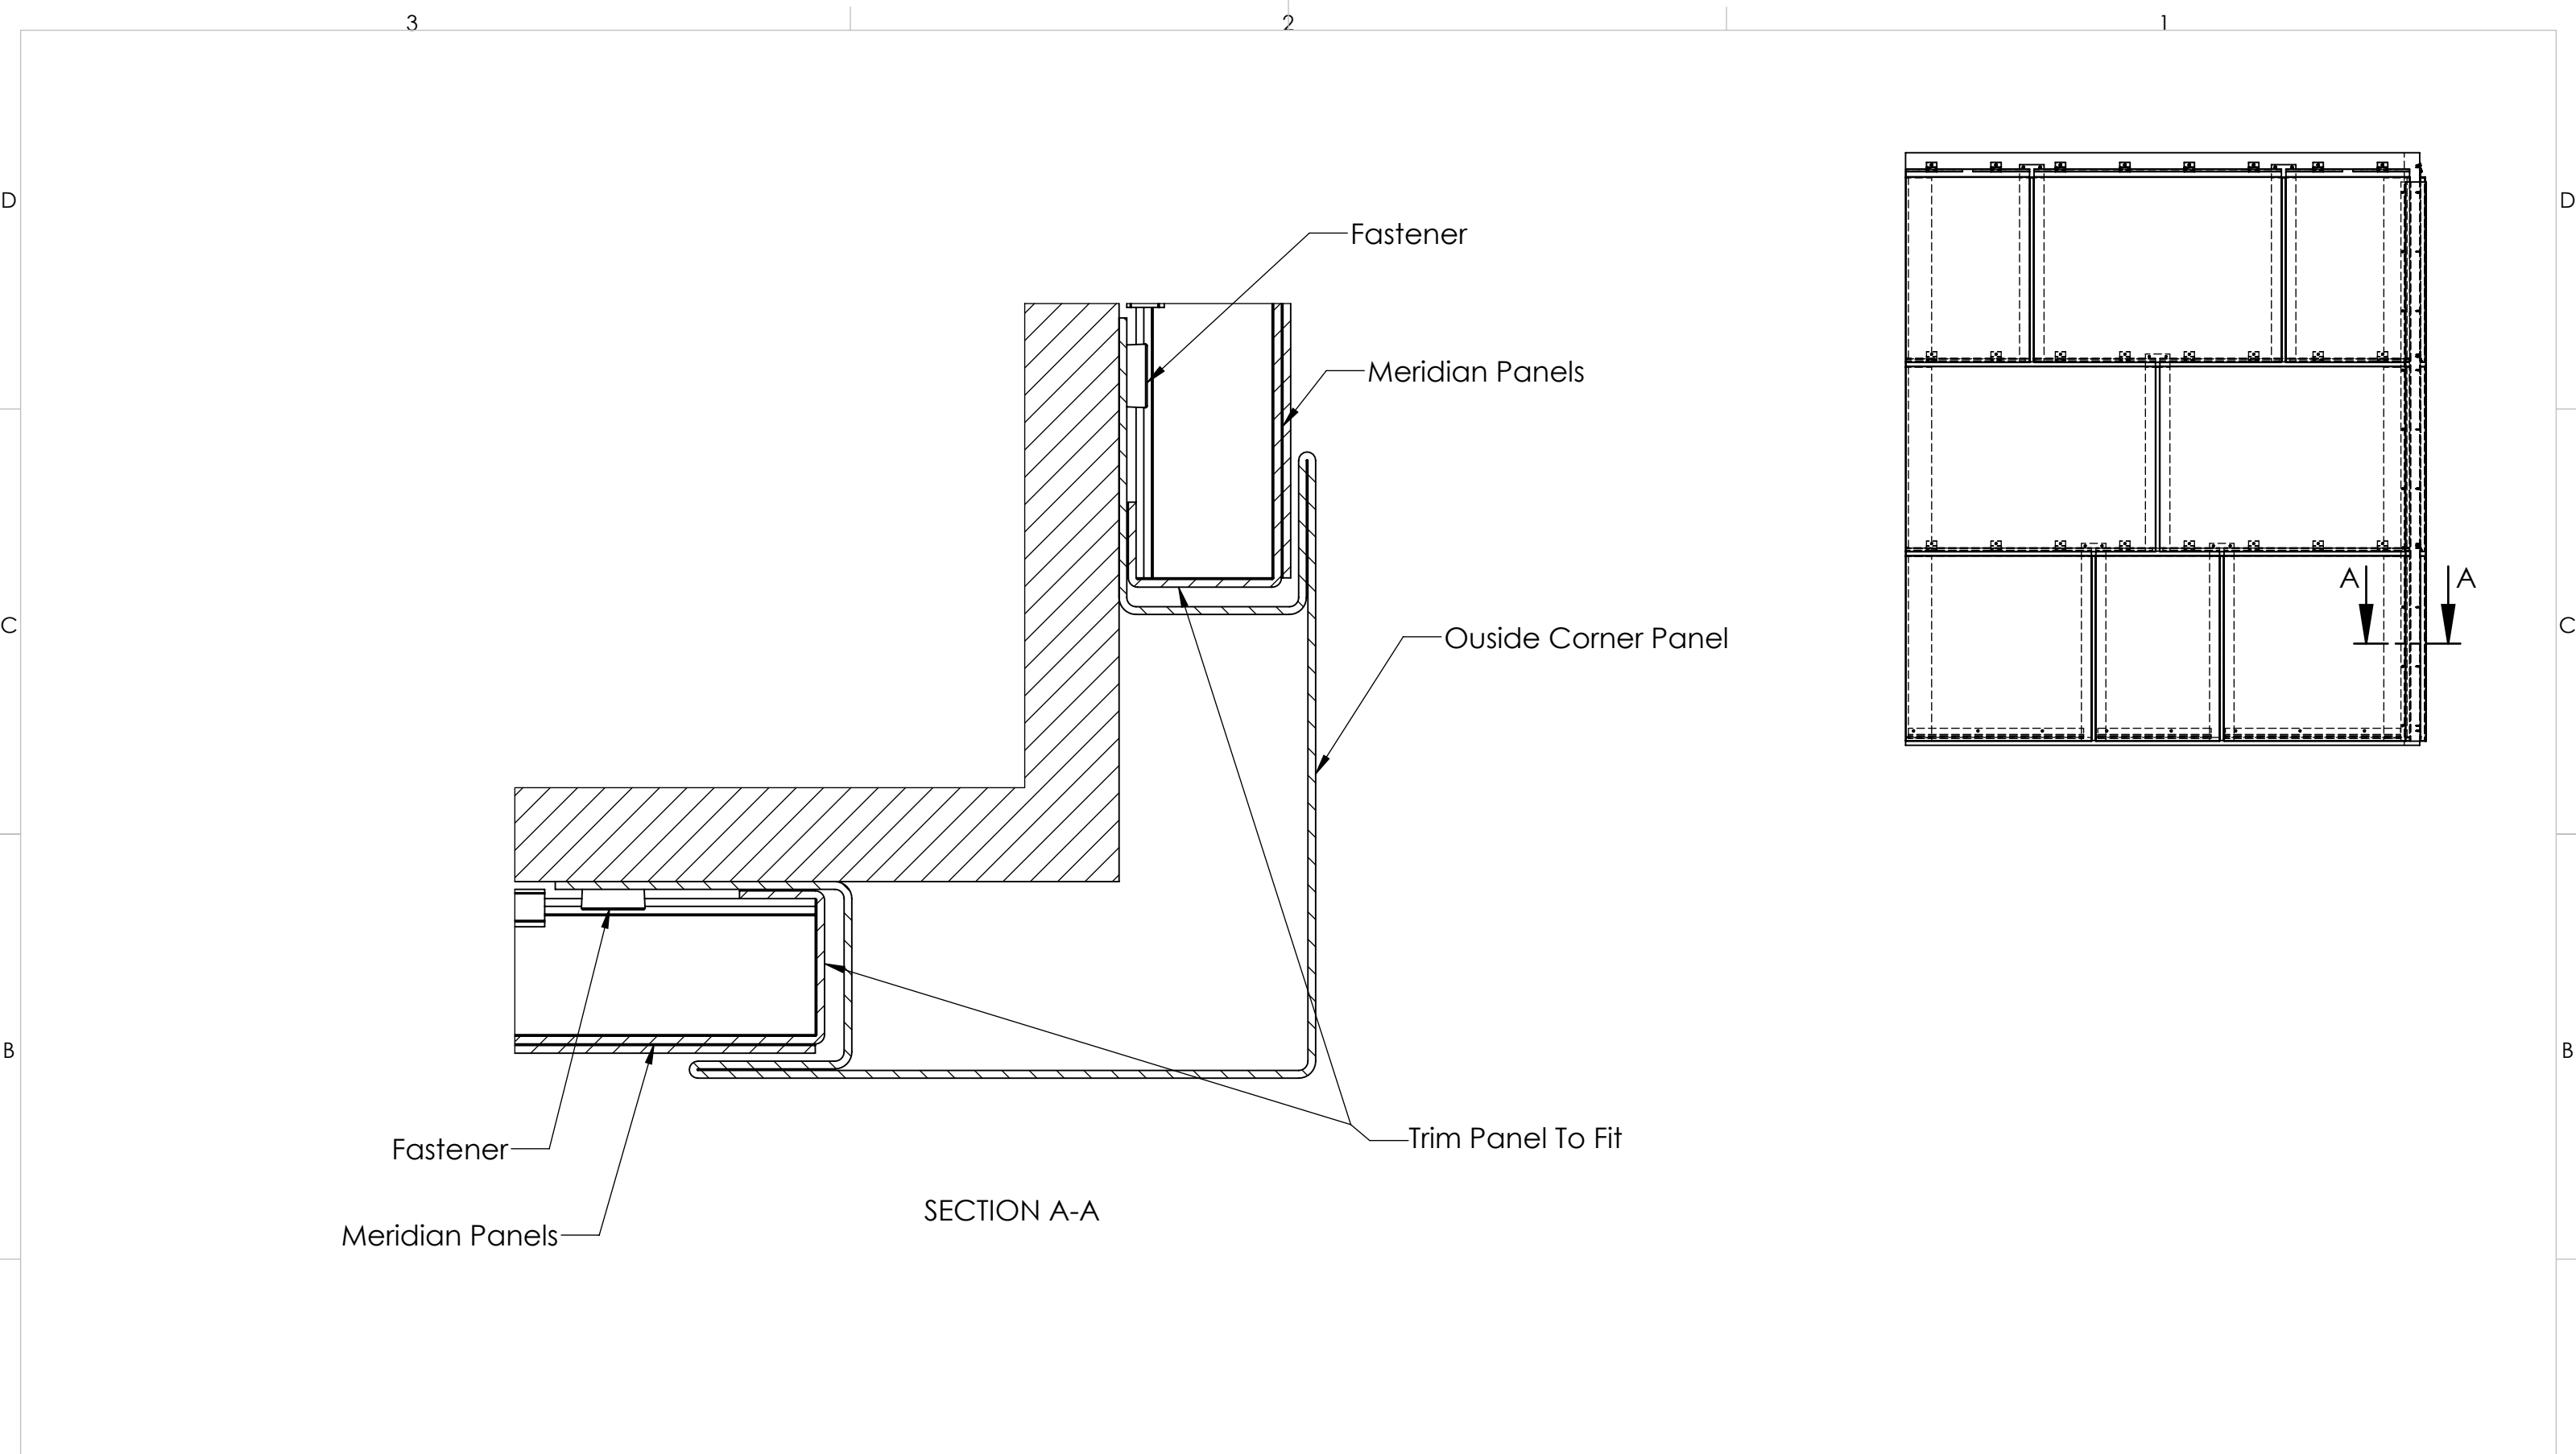 3
2
1
D
D
Fastener
Meridian Panels
A
A
C
C
Ouside Corner Panel
B
B
Trim Panel To Fit
Fastener
SECTION A-A
Meridian Panels